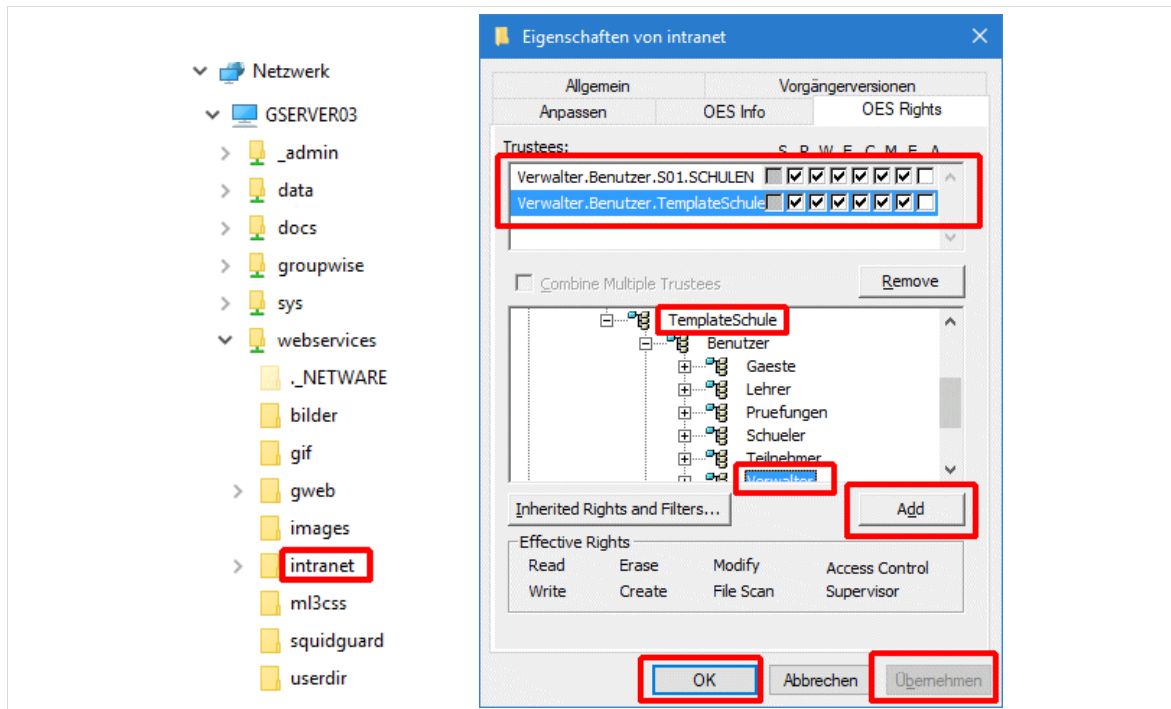 Netzwerk
GSERVER03
_admin
data
docs
groupwise
sys
webservices
._NETWARE
bilder
gif
gweb
images
intranet
ml3css
squidguard
userdir
Eigenschaften von intranet
Allgemein Vorgängerversionen
Anpassen OES Info OES Rights
Trustees: S R W E C M F A
Verwalter.Benutzer.S01.SCHULEN
Verwalter.Benutzer.TemplateSchule
Combine Multiple Trustees Remove
TemplateSchule
Benutzer
Gaeste
Lehrer
Pruefungen
Schueler
Teilnehmer
Verwalter
Inherited Rights and Filters... Add
Effective Rights
Read Erase Modify Access Control
Write Create File Scan Supervisor
OK Abbrechen Übernehmen